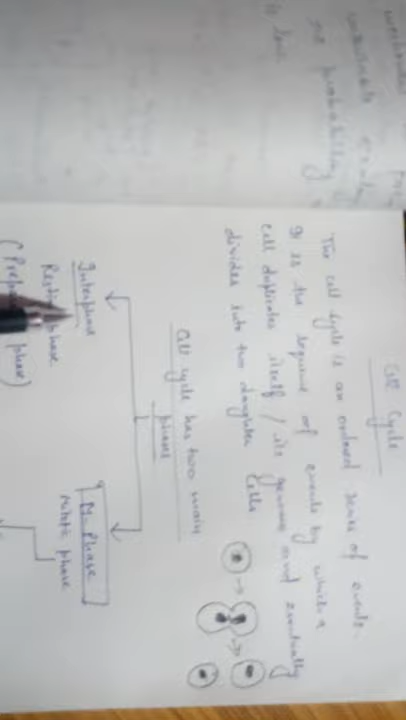 Cell Cycle
The cell cycle is an ordered series of events.
It is the sequence of events by which a
cell duplicates itself / its genome and eventually
divides into two daughter cells
Cell cycle has two main
phases
Interphase
Resting phase
(Prepa phase)
M-Phase
Mitotic phase
probability